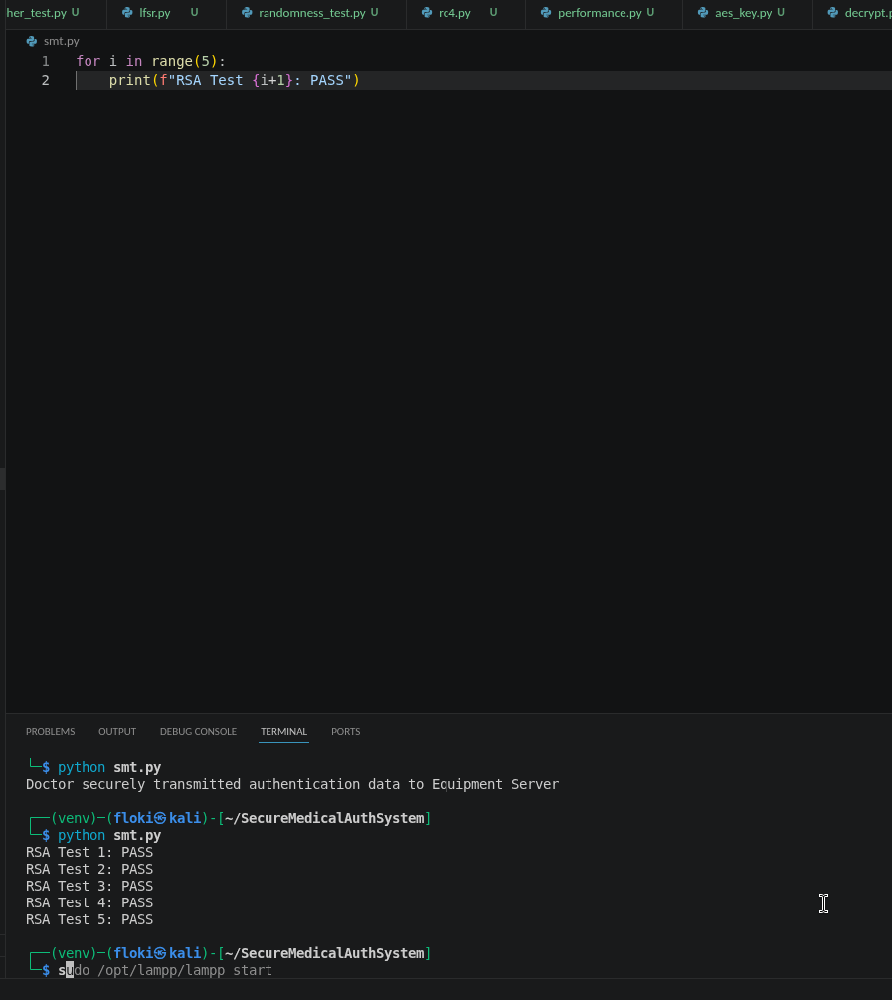 her_test.py U lfsr.py U randomness_test.py U rc4.py U performance.py U aes_key.py U decrypt.p
smt.py
1 for i in range(5):
2     print(f"RSA Test {i+1}: PASS")
PROBLEMS OUTPUT DEBUG CONSOLE TERMINAL PORTS
└─$ python smt.py
Doctor securely transmitted authentication data to Equipment Server
┌──(venv)─(floki㉿kali)-[~/SecureMedicalAuthSystem]
└─$ python smt.py
RSA Test 1: PASS
RSA Test 2: PASS
RSA Test 3: PASS
RSA Test 4: PASS
RSA Test 5: PASS
┌──(venv)─(floki㉿kali)-[~/SecureMedicalAuthSystem]
└─$ sudo /opt/lampp/lampp start